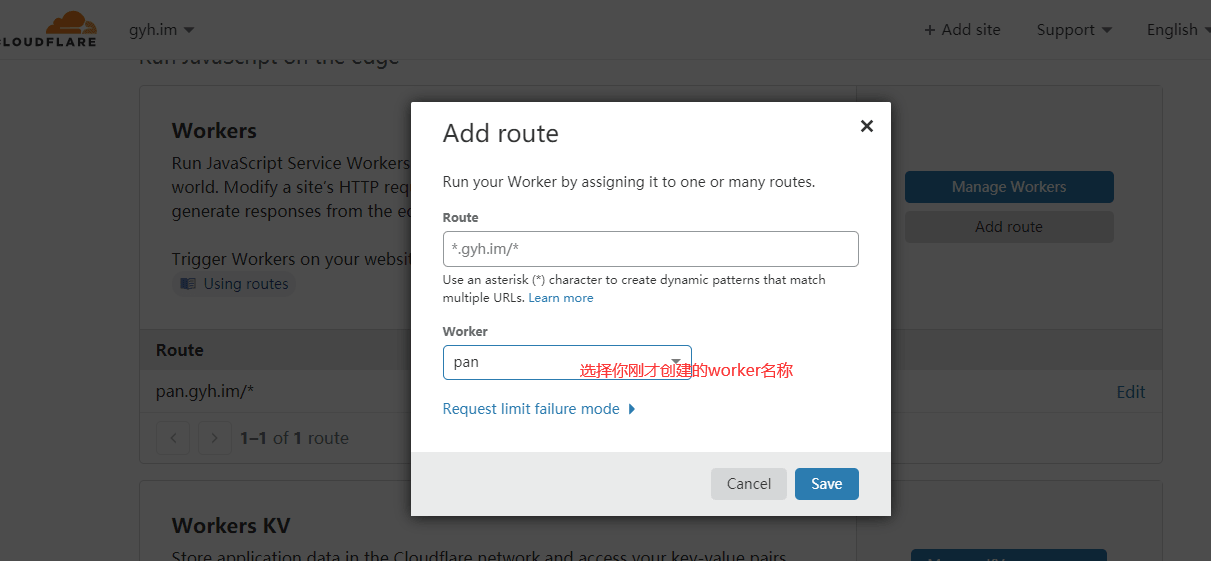 CLOUDFLARE
gyh.im
+ Add site
Support
English
Run JavaScript on the edge
Workers
Run JavaScript Service Workers
world. Modify a site's HTTP req
generate responses from the ed
Trigger Workers on your websit
Using routes
Manage Workers
Add route
Route
pan.gyh.im/*
Edit
1–1 of 1 route
Workers KV
Store application data in the Cloudflare network and access your key-value pairs
Add route
Run your Worker by assigning it to one or many routes.
Route
*.gyh.im/*
Use an asterisk (*) character to create dynamic patterns that match
multiple URLs. Learn more
Worker
pan
选择你刚才创建的worker名称
Request limit failure mode
Cancel
Save